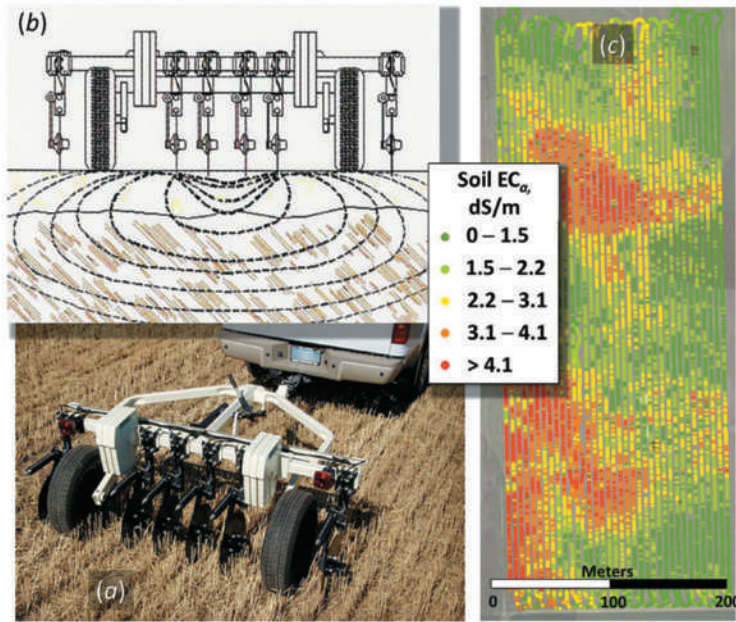 (b)
(c)
Soil ECa,
dS/m
0 – 1.5
1.5 – 2.2
2.2 – 3.1
3.1 – 4.1
> 4.1
(a)
Meters
0 100 200